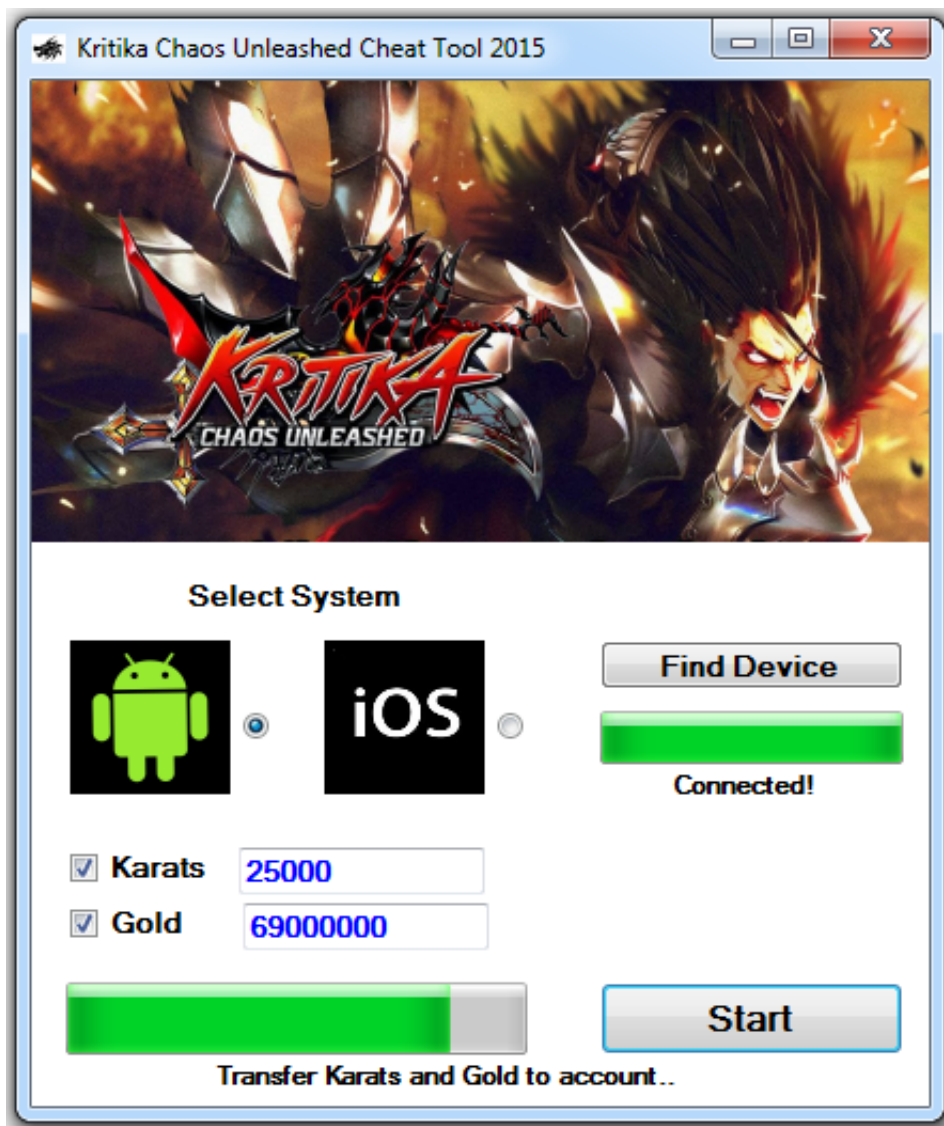 Kritika Chaos Unleashed Cheat Tool 2015
KRITIKA
CHAOS UNLEASHED
Select System
iOS
Find Device
Connected!
Karats 25000
Gold 69000000
Start
Transfer Karats and Gold to account..